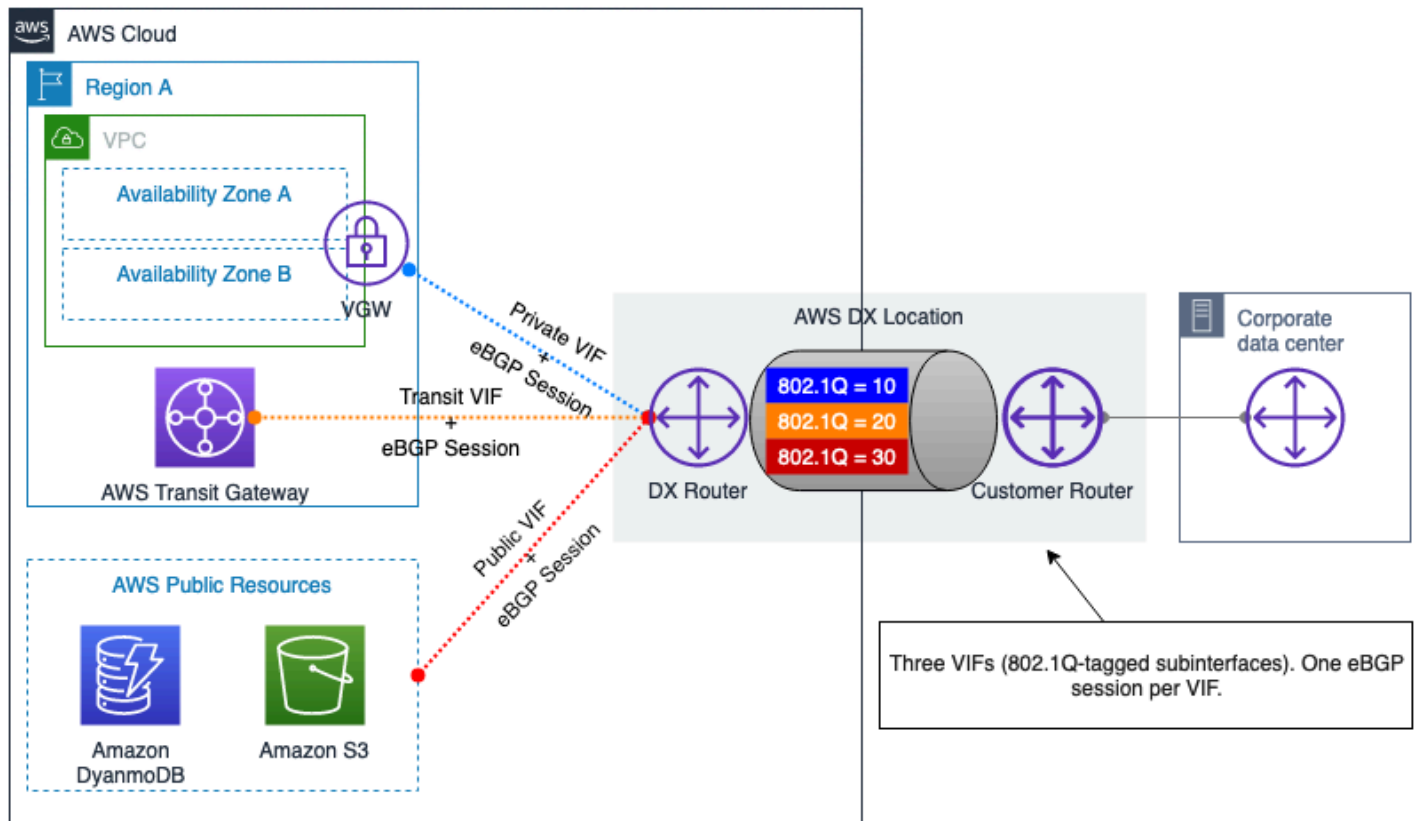 aws
AWS Cloud
Region A
VPC
Availability Zone A
Availability Zone B
VGW
Private VIF
+
eBGP Session
Transit VIF
+
eBGP Session
AWS Transit Gateway
Public VIF
+
eBGP Session
AWS Public Resources
Amazon
DyanmoDB
Amazon S3
AWS DX Location
802.1Q = 10
802.1Q = 20
802.1Q = 30
DX Router
Customer Router
Corporate
data center
Three VIFs (802.1Q-tagged subinterfaces). One eBGP
session per VIF.